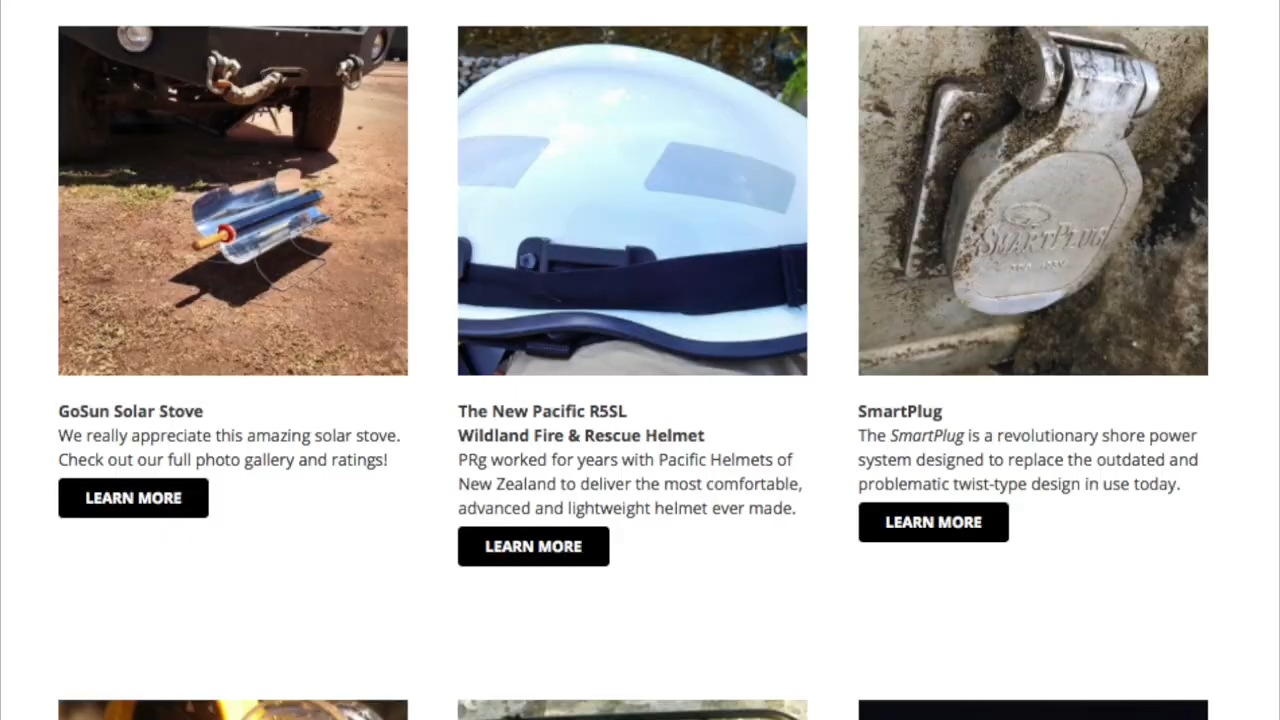 SMARTPLUG
GoSun Solar Stove
We really appreciate this amazing solar stove.
Check out our full photo gallery and ratings!
LEARN MORE
The New Pacific R5SL
Wildland Fire & Rescue Helmet
PRg worked for years with Pacific Helmets of
New Zealand to deliver the most comfortable,
advanced and lightweight helmet ever made.
LEARN MORE
SmartPlug
The SmartPlug is a revolutionary shore power
system designed to replace the outdated and
problematic twist-type design in use today.
LEARN MORE